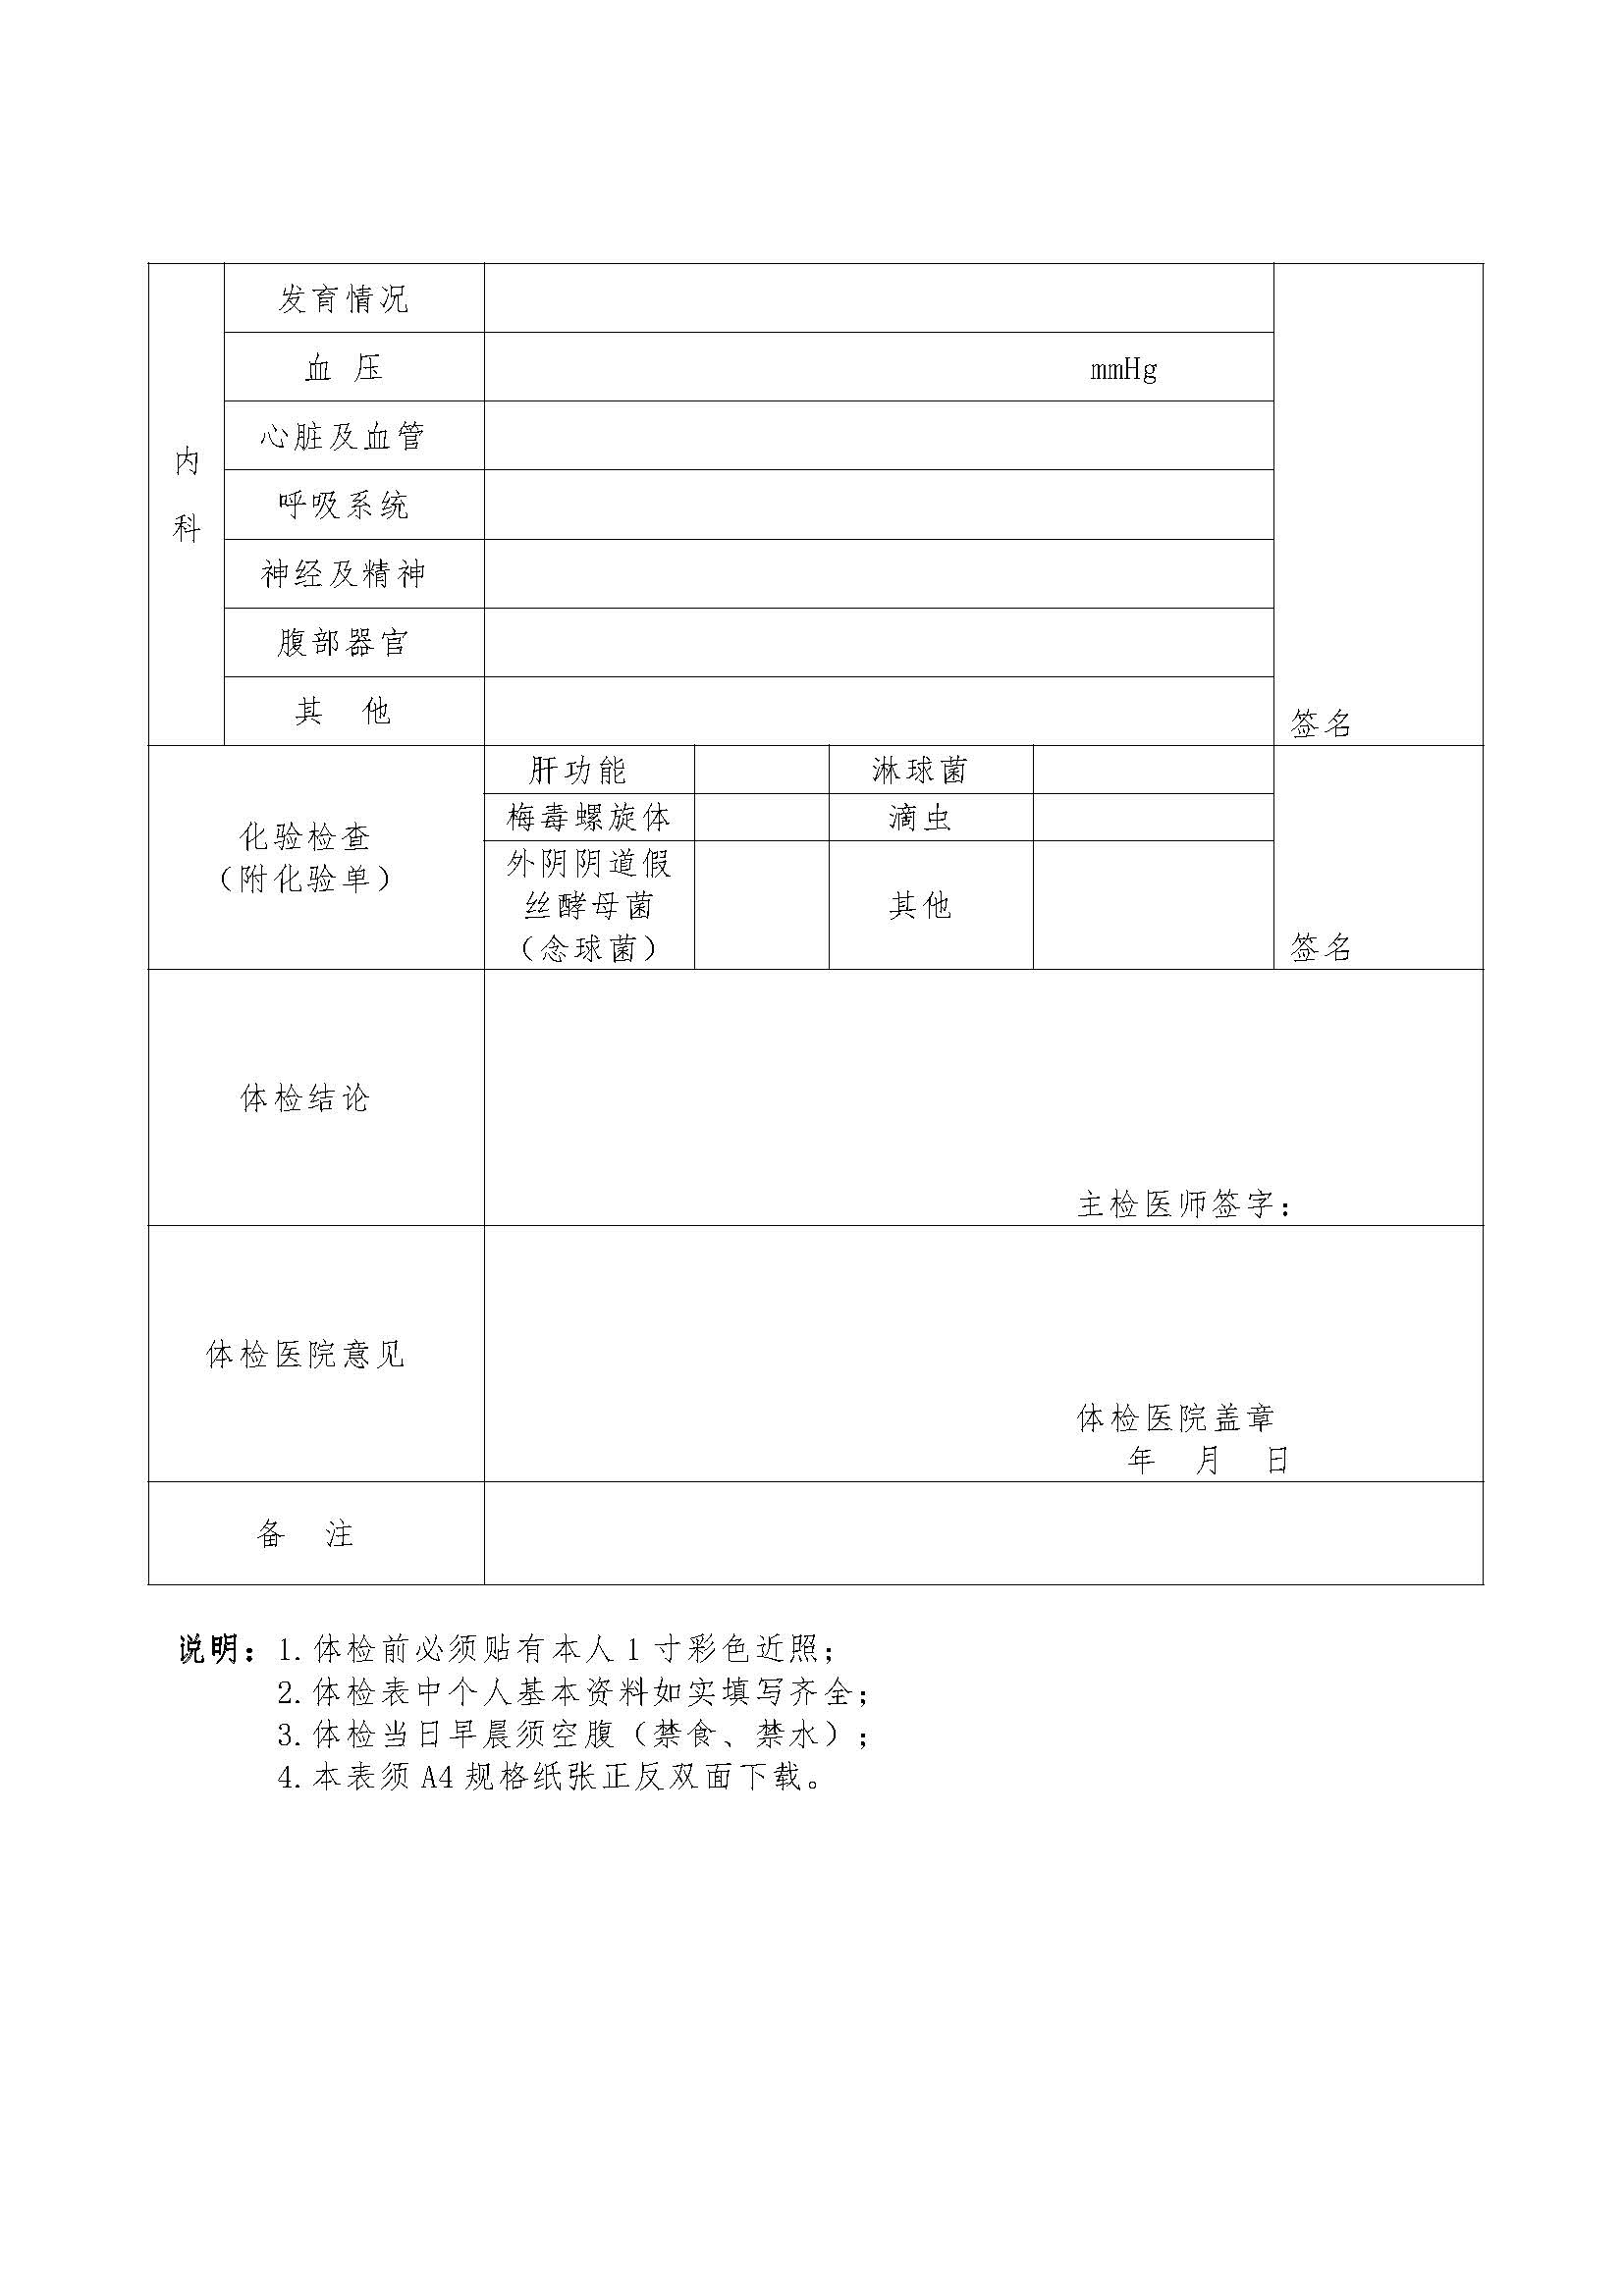 发育情况
血 压 mmHg
心脏及血管
内
科
呼吸系统
神经及精神
腹部器官
其 他
签名
化验检查
（附化验单）
肝功能 淋球菌
梅毒螺旋体 滴虫
外阴阴道假
丝酵母菌
（念球菌）
其他
签名
体检结论
主检医师签字：
体检医院意见
体检医院盖章
年 月 日
备 注
说明：1.体检前必须贴有本人1寸彩色近照；
2.体检表中个人基本资料如实填写齐全；
3.体检当日早晨须空腹（禁食、禁水）；
4.本表须A4规格纸张正反双面下载。